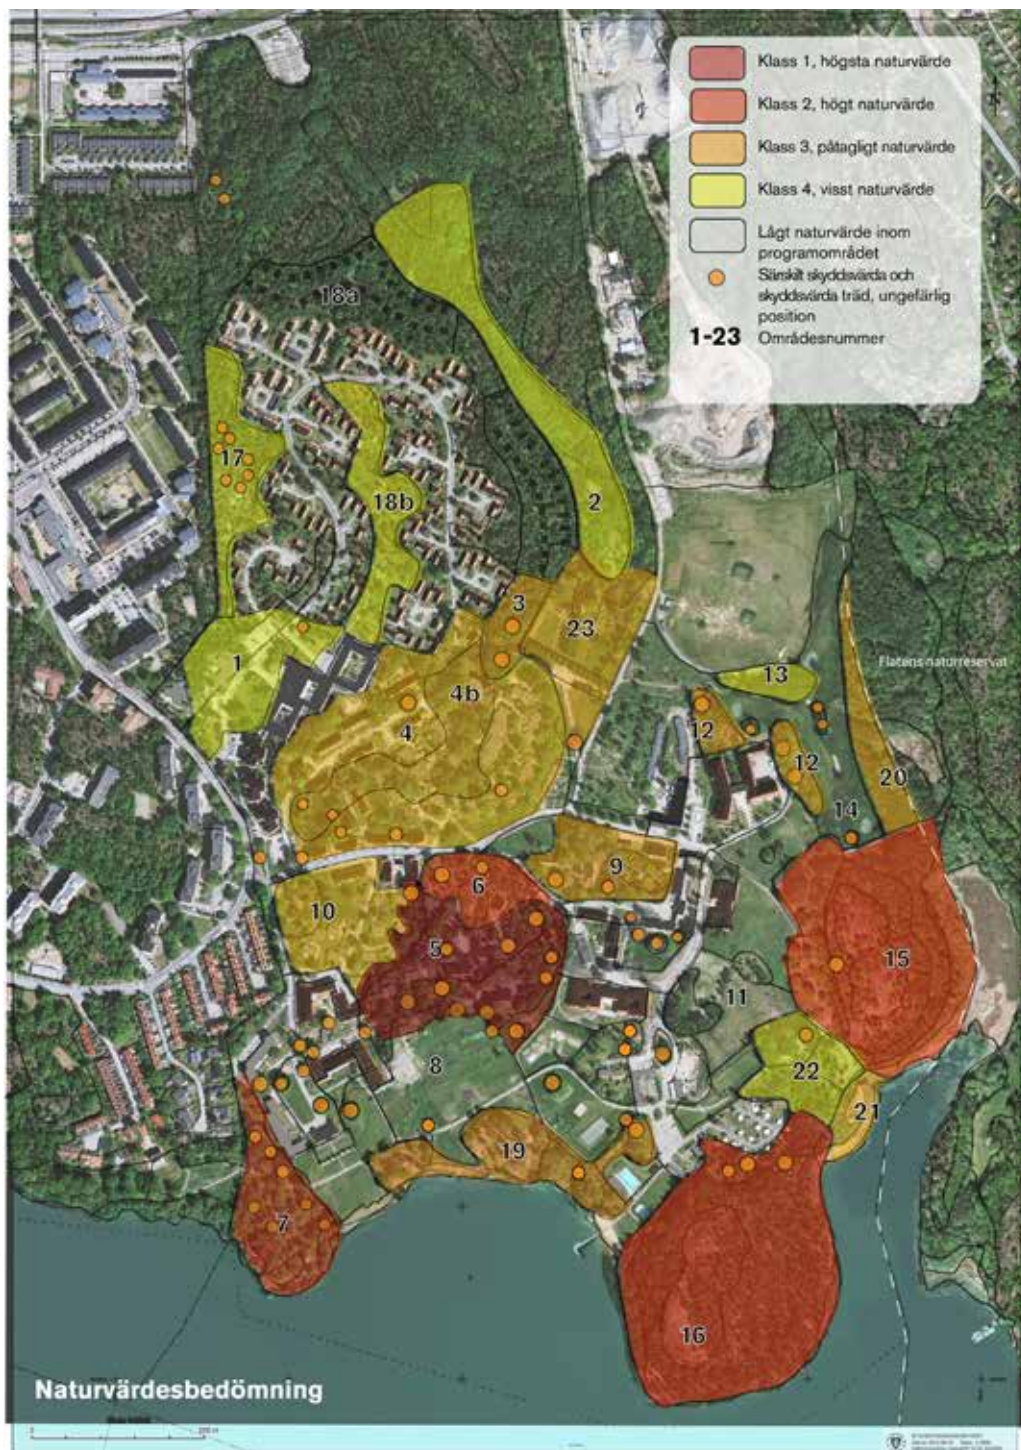 Klass 1, högsta naturvärde
Klass 2, högt naturvärde
Klass 3, påtagligt naturvärde
Klass 4, visst naturvärde
Lågt naturvärde inom
programområdet
Särskilt skyddsvärda och
skyddsvärda träd, ungefärlig
position
1-23 Områdesnummer
18a
17
18b
2
3
23
1
4b
4
13
Flatens naturreservat
12
12
20
14
9
6
10
5
15
11
8
22
21
19
7
16
Naturvärdesbedömning
0